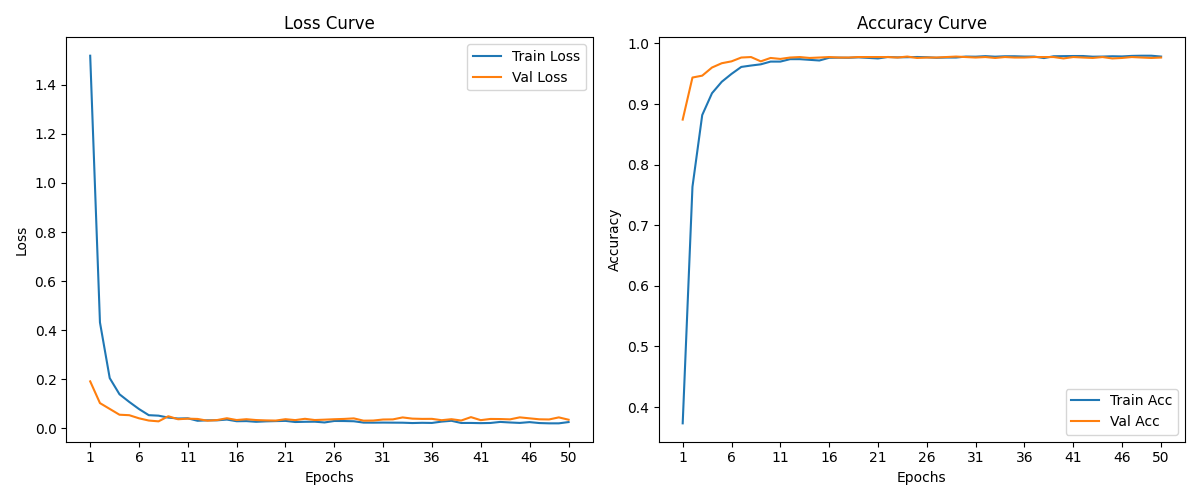 Loss Curve
Loss
1.4
1.2
1.0
0.8
0.6
0.4
0.2
0.0
Train Loss
Val Loss
1 6 11 16 21 26 31 36 41 46 50
Epochs
Accuracy Curve
Accuracy
1.0
0.9
0.8
0.7
0.6
0.5
0.4
Train Acc
Val Acc
1 6 11 16 21 26 31 36 41 46 50
Epochs